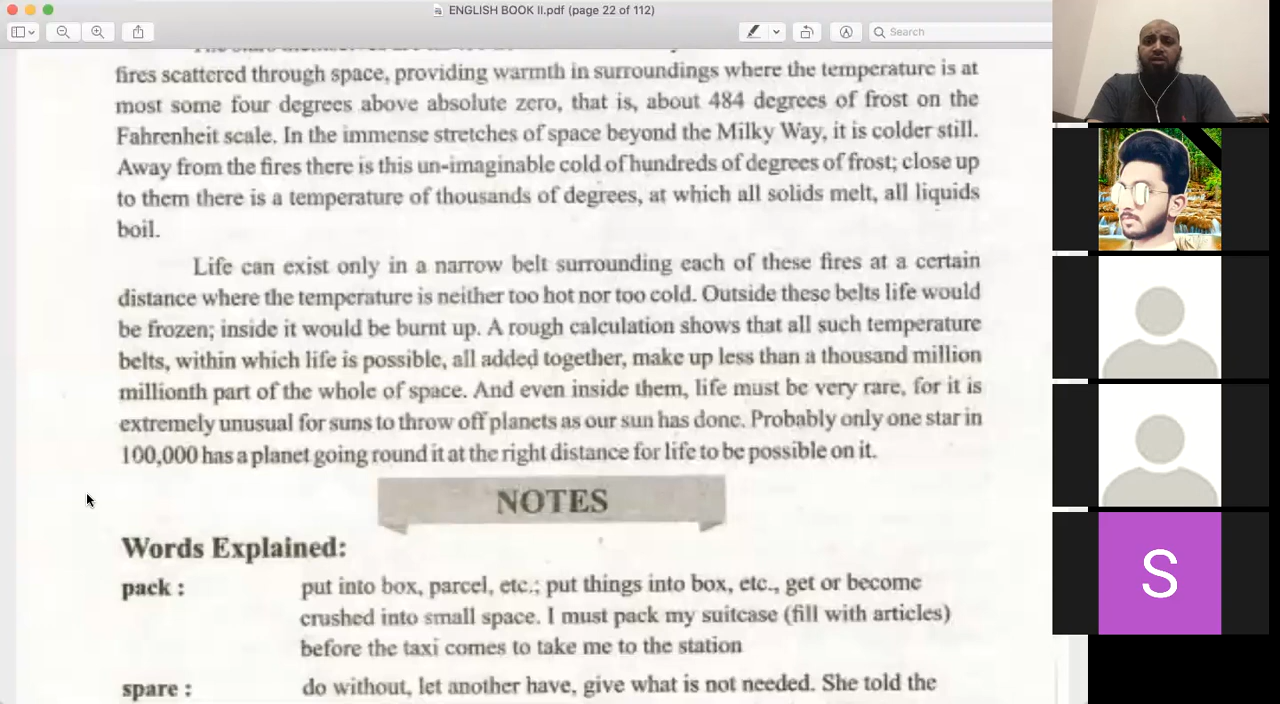 ENGLISH BOOK II.pdf (page 22 of 112)
Search
fires scattered through space, providing warmth in surroundings where the temperature is at
most some four degrees above absolute zero, that is, about 484 degrees of frost on the
Fahrenheit scale. In the immense stretches of space beyond the Milky Way, it is colder still.
Away from the fires there is this un-imaginable cold of hundreds of degrees of frost; close up
to them there is a temperature of thousands of degrees, at which all solids melt, all liquids
boil.
Life can exist only in a narrow belt surrounding each of these fires at a certain
distance where the temperature is neither too hot nor too cold. Outside these belts life would
be frozen; inside it would be burnt up. A rough calculation shows that all such temperature
belts, within which life is possible, all added together, make up less than a thousand million
millionth part of the whole of space. And even inside them, life must be very rare, for it is
extremely unusual for suns to throw off planets as our sun has done. Probably only one star in
100,000 has a planet going round it at the right distance for life to be possible on it.
NOTES
Words Explained:
pack : put into box, parcel, etc.; put things into box, etc., get or become
crushed into small space. I must pack my suitcase (fill with articles)
before the taxi comes to take me to the station
spare : do without, let another have, give what is not needed. She told the
S